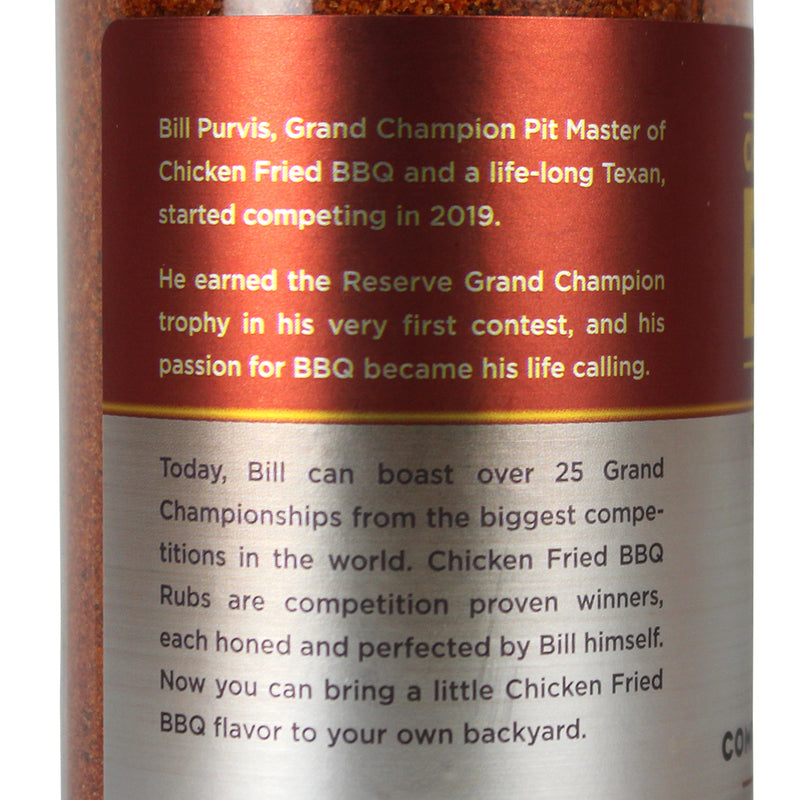 Bill Purvis, Grand Champion Pit Master of
Chicken Fried BBQ and a life-long Texan,
started competing in 2019.
He earned the Reserve Grand Champion
trophy in his very first contest, and his
passion for BBQ became his life calling.
Today, Bill can boast over 25 Grand
Championships from the biggest compe-
titions in the world. Chicken Fried BBQ
Rubs are competition proven winners,
each honed and perfected by Bill himself.
Now you can bring a little Chicken Fried
BBQ flavor to your own backyard.